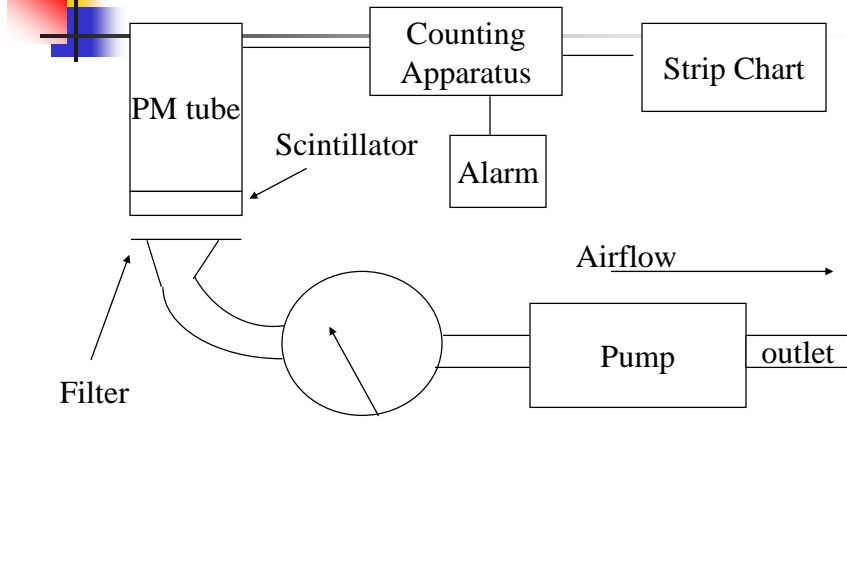 Counting
Apparatus
Strip Chart
PM tube
Scintillator
Alarm
Airflow
Pump
outlet
Filter